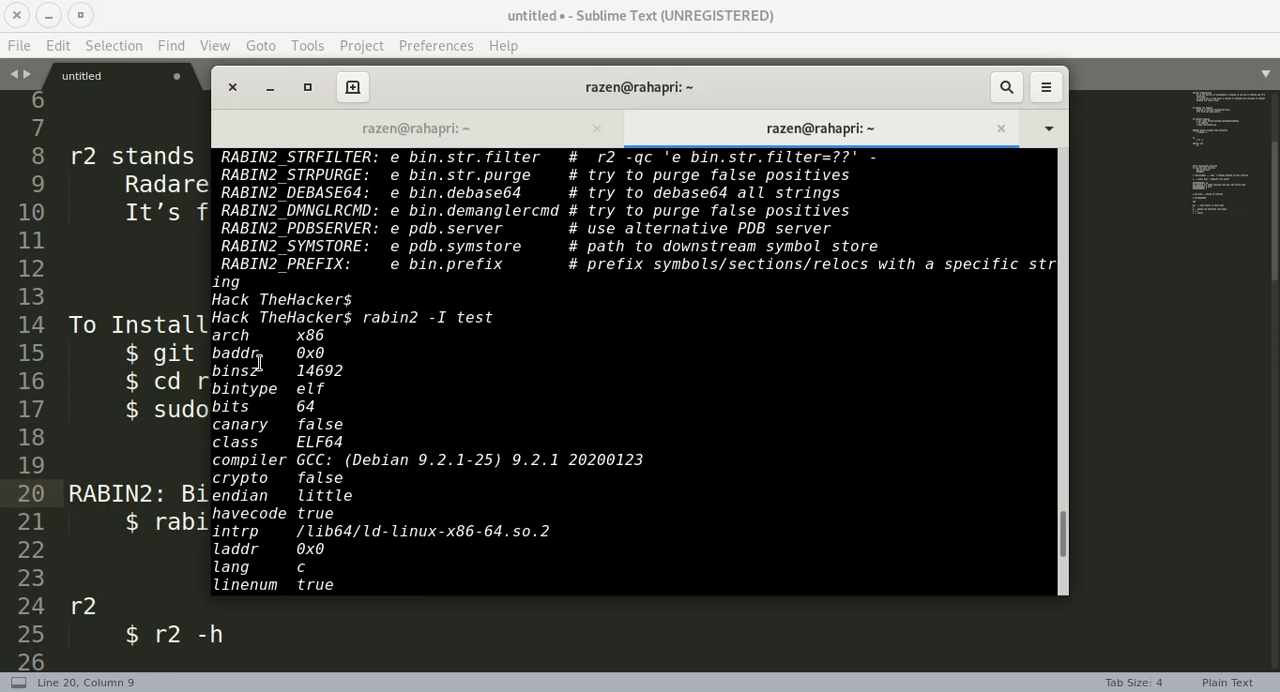 untitled • - Sublime Text (UNREGISTERED)
File Edit Selection Find View Goto Tools Project Preferences Help
untitled
6
7
8 r2 stands
9 Radare
10 It’s f
11
12
13
14 To Install
15 $ git
16 $ cd r
17 $ sudo
18
19
20 RABIN2: Bi
21 $ rabi
22
23
24 r2
25 $ r2 -h
26
razen@rahapri: ~
razen@rahapri: ~
razen@rahapri: ~
RABIN2_STRFILTER: e bin.str.filter # r2 -qc 'e bin.str.filter=??' -
RABIN2_STRPURGE: e bin.str.purge # try to purge false positives
RABIN2_DEBASE64: e bin.debase64 # try to debase64 all strings
RABIN2_DMNGLRCMD: e bin.demanglercmd # try to purge false positives
RABIN2_PDBSERVER: e pdb.server # use alternative PDB server
RABIN2_SYMSTORE: e pdb.symstore # path to downstream symbol store
RABIN2_PREFIX: e bin.prefix # prefix symbols/sections/relocs with a specific str
ing
Hack TheHacker$
Hack TheHacker$ rabin2 -I test
arch x86
baddr 0x0
binsz 14692
bintype elf
bits 64
canary false
class ELF64
compiler GCC: (Debian 9.2.1-25) 9.2.1 20200123
crypto false
endian little
havecode true
intrp /lib64/ld-linux-x86-64.so.2
laddr 0x0
lang c
linenum true
Line 20, Column 9
Tab Size: 4
Plain Text